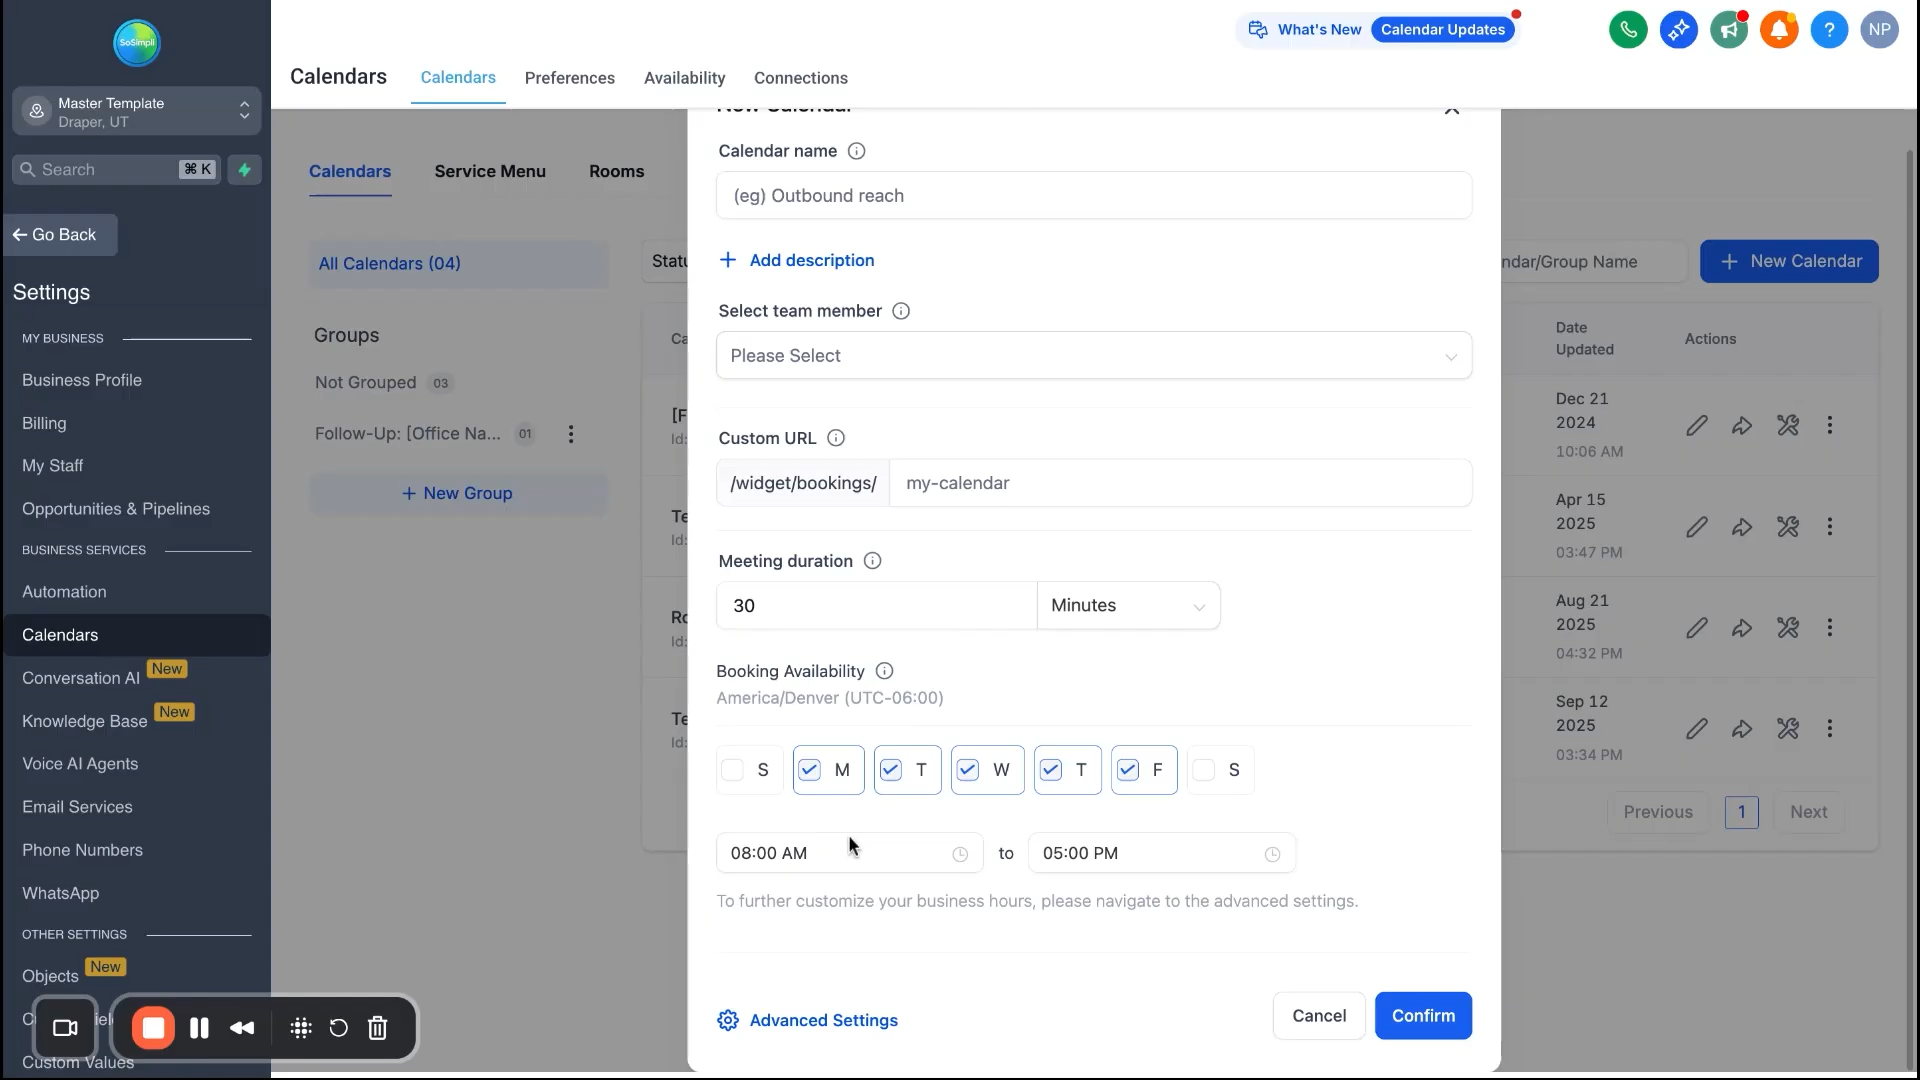 SoSimpli
Master Template
Draper, UT
Search
⌘ K
Go Back
Settings
MY BUSINESS
Business Profile
Billing
My Staff
Opportunities & Pipelines
BUSINESS SERVICES
Automation
Calendars
Conversation AI New
Knowledge Base New
Voice AI Agents
Email Services
Phone Numbers
WhatsApp
OTHER SETTINGS
Objects New
Custom Values
What's New Calendar Updates
? NP
Calendars
Calendars
Preferences
Availability
Connections
Calendars
Service Menu
Rooms
All Calendars (04)
Groups
Not Grouped 03
Follow-Up: [Office Na... 01
+ New Group
New Calendar
Calendar name
(eg) Outbound reach
+ Add description
Select team member
Please Select
Custom URL
/widget/bookings/ my-calendar
Meeting duration
30 Minutes
Booking Availability
America/Denver (UTC-06:00)
S M T W T F S
08:00 AM to 05:00 PM
To further customize your business hours, please navigate to the advanced settings.
Advanced Settings
Cancel
Confirm
ndar/Group Name
+ New Calendar
Date
Updated
Actions
Dec 21
2024
10:06 AM
Apr 15
2025
03:47 PM
Aug 21
2025
04:32 PM
Sep 12
2025
03:34 PM
Previous 1 Next